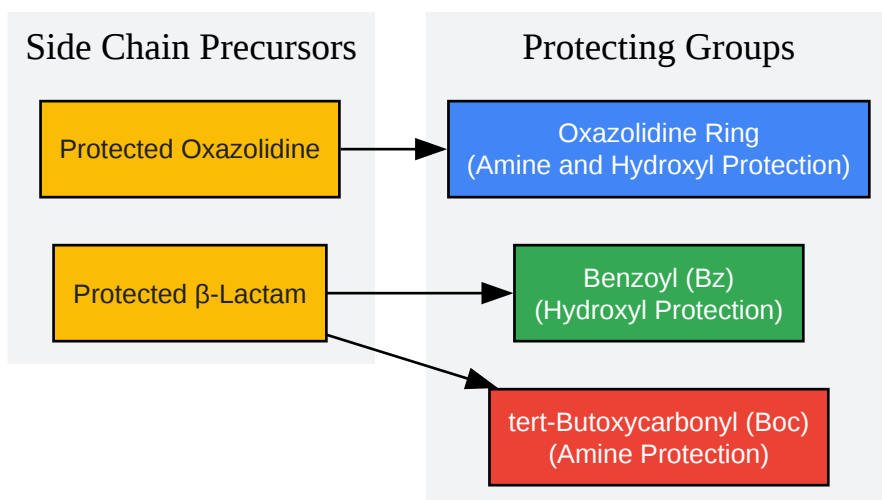 Side Chain Precursors
Protecting Groups
Protected Oxazolidine
Oxazolidine Ring
(Amine and Hydroxyl Protection)
Protected β-Lactam
Benzoyl (Bz)
(Hydroxyl Protection)
tert-Butoxycarbonyl (Boc)
(Amine Protection)